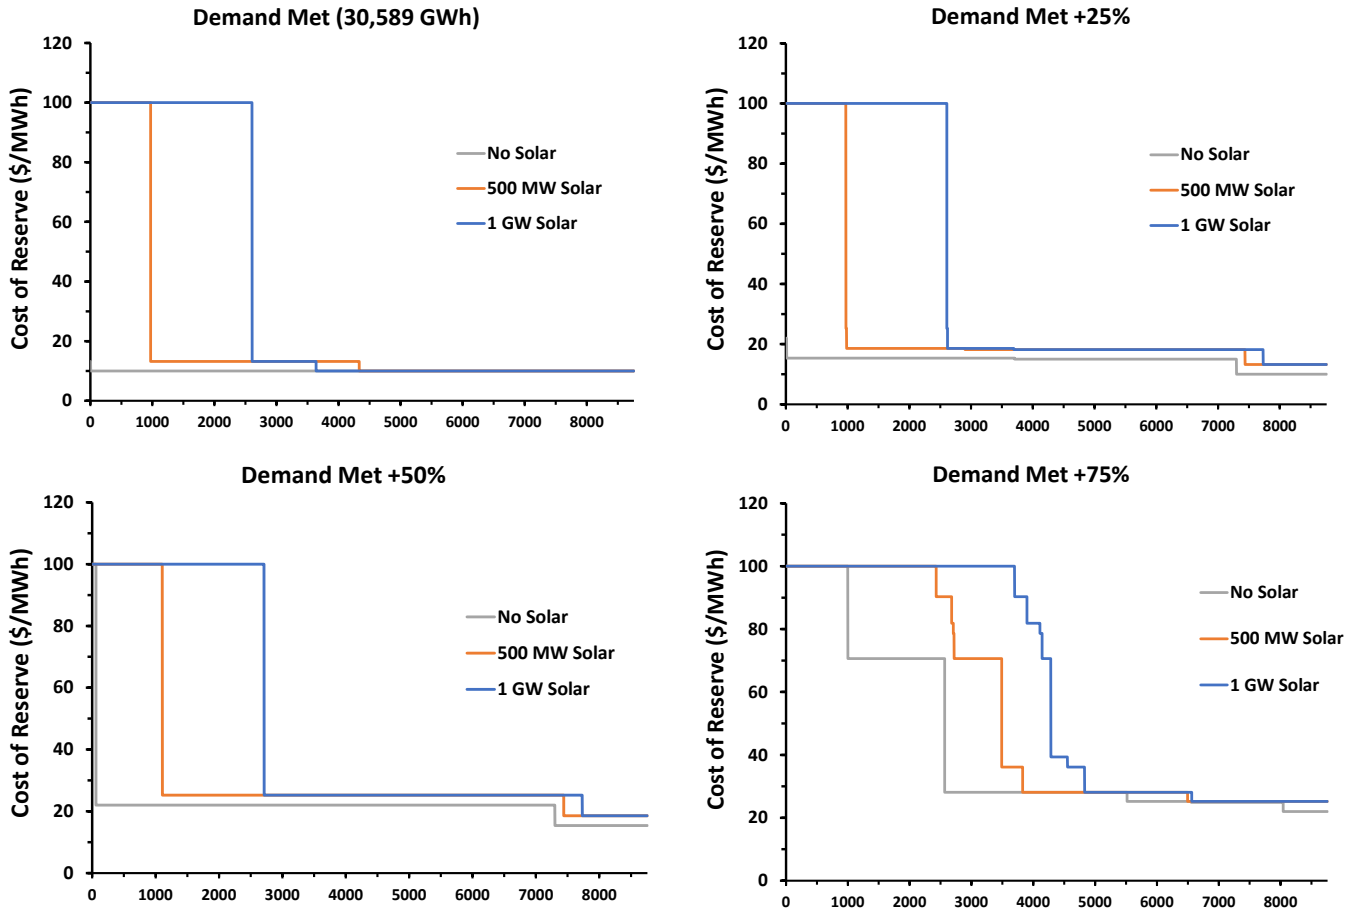 Demand Met (30,589 GWh)
Cost of Reserve ($/MWh)
120
100
80
60
40
20
0
0 1000 2000 3000 4000 5000 6000 7000 8000
No Solar
500 MW Solar
1 GW Solar
Demand Met +25%
Cost of Reserve ($/MWh)
120
100
80
60
40
20
0
0 1000 2000 3000 4000 5000 6000 7000 8000
No Solar
500 MW Solar
1 GW Solar
Demand Met +50%
Cost of Reserve ($/MWh)
120
100
80
60
40
20
0
0 1000 2000 3000 4000 5000 6000 7000 8000
No Solar
500 MW Solar
1 GW Solar
Demand Met +75%
Cost of Reserve ($/MWh)
120
100
80
60
40
20
0
0 1000 2000 3000 4000 5000 6000 7000 8000
No Solar
500 MW Solar
1 GW Solar